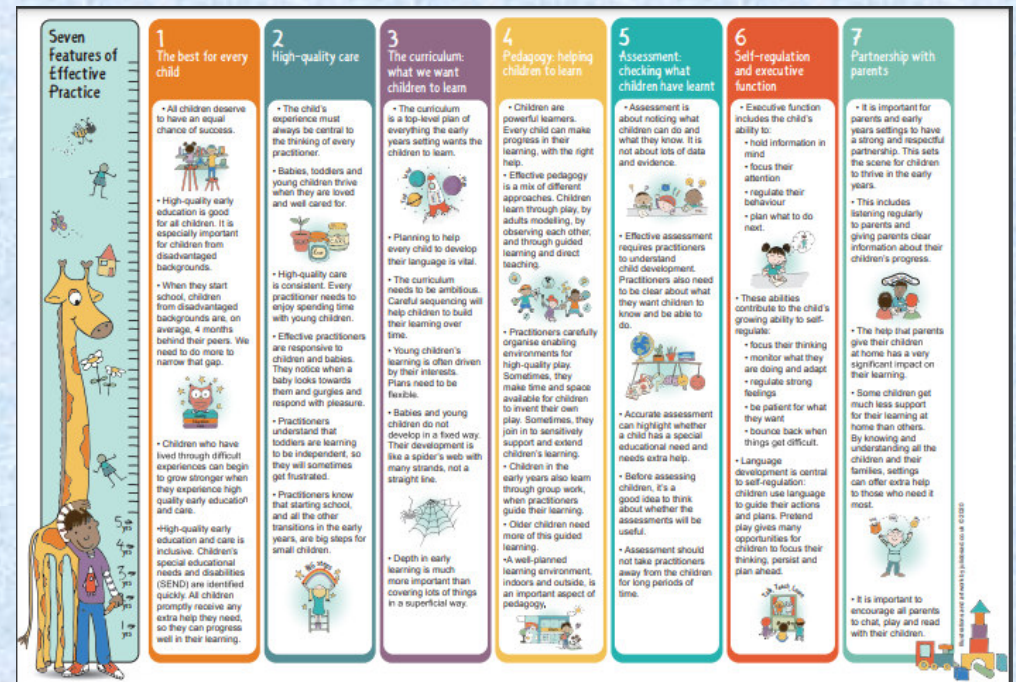 Seven
Features of
Effective
Practice
1
The best for every
child
• All children deserve
to have an equal
chance of success.
• High-quality early
education is good
for all children. It is
especially important
for children from
disadvantaged
backgrounds.
• When they start
school, children
from disadvantaged
backgrounds are, on
average, 4 months
behind their peers. We
need to do more to
narrow that gap.
• Children who have
lived through difficult
experiences can begin
to grow stronger when
they experience high
quality early education
and care.
•High-quality early
education and care is
inclusive. Children's
special educational
needs and disabilities
(SEND) are identified
quickly. All children
promptly receive any
extra help they need,
so they can progress
well in their learning.
2
High-quality care
• The child's
experience must
always be central to
the thinking of every
practitioner.
• Babies, toddlers and
young children thrive
when they are loved
and well cared for.
• High-quality care
is consistent. Every
practitioner needs to
enjoy spending time
with young children.
• Effective practitioners
are responsive to
children and babies.
They notice when a
baby looks towards
them and gurgles and
respond with pleasure.
• Practitioners
understand that
toddlers are learning
to be independent, so
they will sometimes
get frustrated.
• Practitioners know
that starting school,
and all the other
transitions in the early
years, are big steps for
small children.
Big steps
3
The curriculum:
what we want
children to learn
• The curriculum
is a top-level plan of
everything the early
years setting wants the
children to learn.
• Planning to help
every child to develop
their language is vital.
• The curriculum
needs to be ambitious.
Careful sequencing will
help children to build
their learning over
time.
• Young children's
learning is often driven
by their interests.
Plans need to be
flexible.
• Babies and young
children do not
develop in a fixed way.
Their development is
like a spider's web with
many strands, not a
straight line.
• Depth in early
learning is much
more important than
covering lots of things
in a superficial way.
4
Pedagogy: helping
children to learn
• Children are
powerful learners.
Every child can make
progress in their
learning, with the right
help.
• Effective pedagogy
is a mix of different
approaches. Children
learn through play, by
adults modelling, by
observing each other,
and through guided
learning and direct
teaching.
• Practitioners carefully
organise enabling
environments for
high-quality play.
Sometimes, they
make time and space
available for children
to invent their own
play. Sometimes, they
join in to sensitively
support and extend
children's learning.
• Children in the
early years also learn
through group work,
when practitioners
guide their learning.
• Older children need
more of this guided
learning.
•A well-planned
learning environment,
indoors and outside, is
an important aspect of
pedagogy.
5
Assessment:
checking what
children have learnt
• Assessment is
about noticing what
children can do and
what they know. It is
not about lots of data
and evidence.
• Effective assessment
requires practitioners
to understand
child development.
Practitioners also need
to be clear about what
they want children to
know and be able to
do.
• Accurate assessment
can highlight whether
a child has a special
educational need and
needs extra help.
• Before assessing
children, it's a
good idea to think
about whether the
assessments will be
useful.
• Assessment should
not take practitioners
away from the children
for long periods of
time.
6
Self-regulation
and executive
function
• Executive function
includes the child's
ability to:
• hold information in
mind
• focus their
attention
• regulate their
behaviour
• plan what to do
next.
• These abilities
contribute to the child's
growing ability to self-
regulate:
• focus their thinking
• monitor what they
are doing and adapt
• regulate strong
feelings
• be patient for what
they want
• bounce back when
things get difficult.
• Language
development is central
to self-regulation:
children use language
to guide their actions
and plans. Pretend
play gives many
opportunities for
children to focus their
thinking, persist and
plan ahead.
7
Partnership with
parents
• It is important for
parents and early
years settings to have
a strong and respectful
partnership. This sets
the scene for children
to thrive in the early
years.
• This includes
listening regularly
to parents and
giving parents clear
information about their
children's progress.
• The help that parents
give their children
at home has a very
significant impact on
their learning.
• Some children get
much less support
for their learning at
home than others.
By knowing and
understanding all the
children and their
families, settings
can offer extra help
to those who need it
most.
• It is important to
encourage all parents
to chat, play and read
with their children.
5 yrs
4 yrs
3 yrs
1 yrs